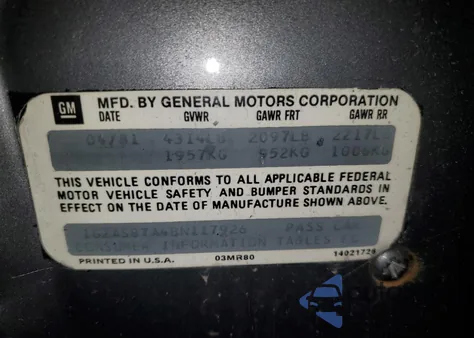 GM
MFD. BY GENERAL MOTORS CORPORATION
DATE GVWR GAWR FRT GAWR RR
04/81 4314LB 2097LB 2217LB
1957KG 952KG 1006KG
THIS VEHICLE CONFORMS TO ALL APPLICABLE FEDERAL
MOTOR VEHICLE SAFETY AND BUMPER STANDARDS IN
EFFECT ON DATE OF MANUFACTURE SHOWN ABOVE.
PASS CAR
CONSUMER INFORMATION TABLES
PRINTED IN U.S.A. 03MR80 14021728